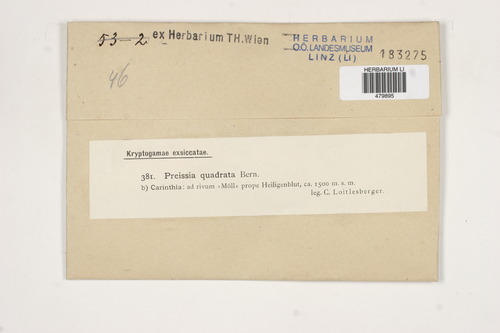 53-2 ex Herbarium TH.Wien
HERBARIUM
O.Ö. LANDESMUSEUM
LINZ (LI)
183275
HERBARIUM LI
479895
46
Kryptogamae exsiccatae.
381. Preissia quadrata Bern.
b) Carinthia: ad rivum »Möll» prope Heiligenblut, ca. 1500 m. s. m.
leg. C. Loitlesberger.